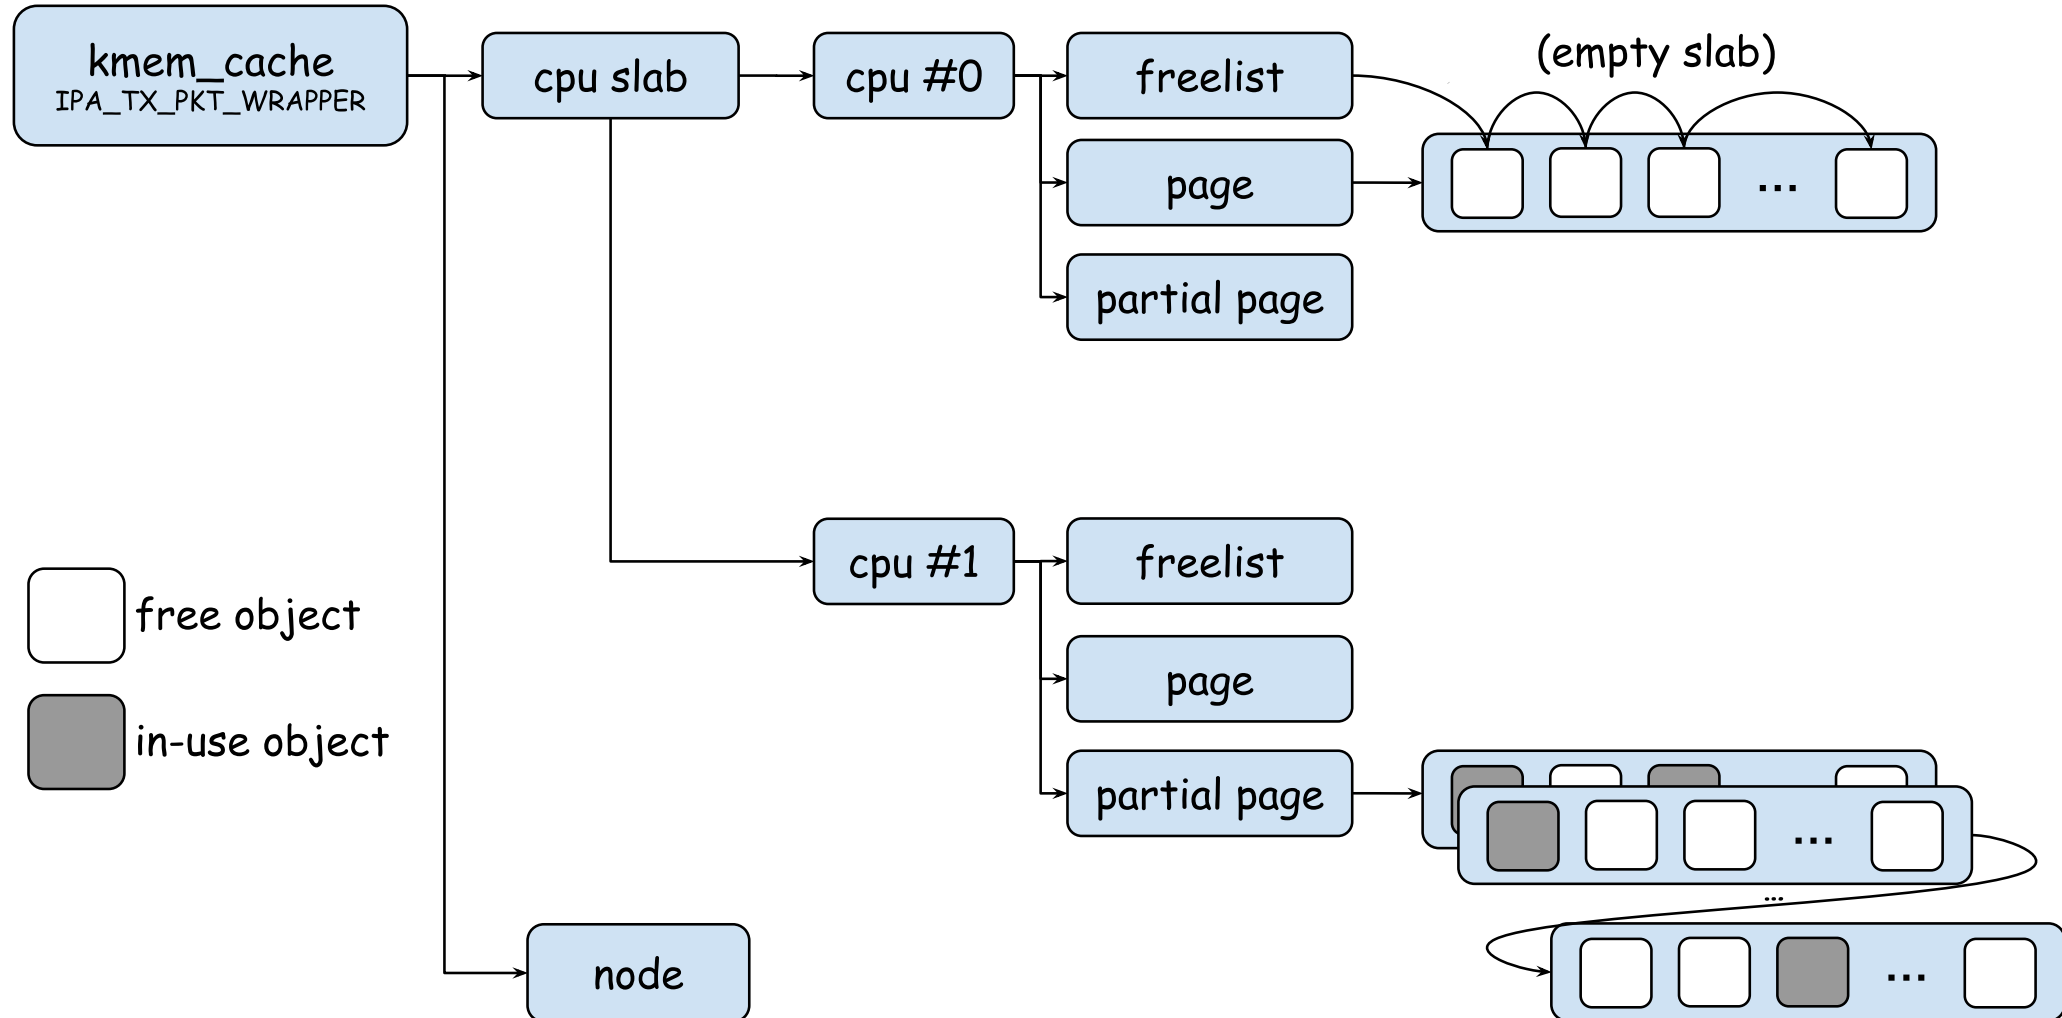 kmem_cache
IPA_TX_PKT_WRAPPER
cpu slab
cpu #0
freelist
(empty slab)
page
...
partial page
cpu #1
freelist
free object
page
in-use object
partial page
...
...
node
...